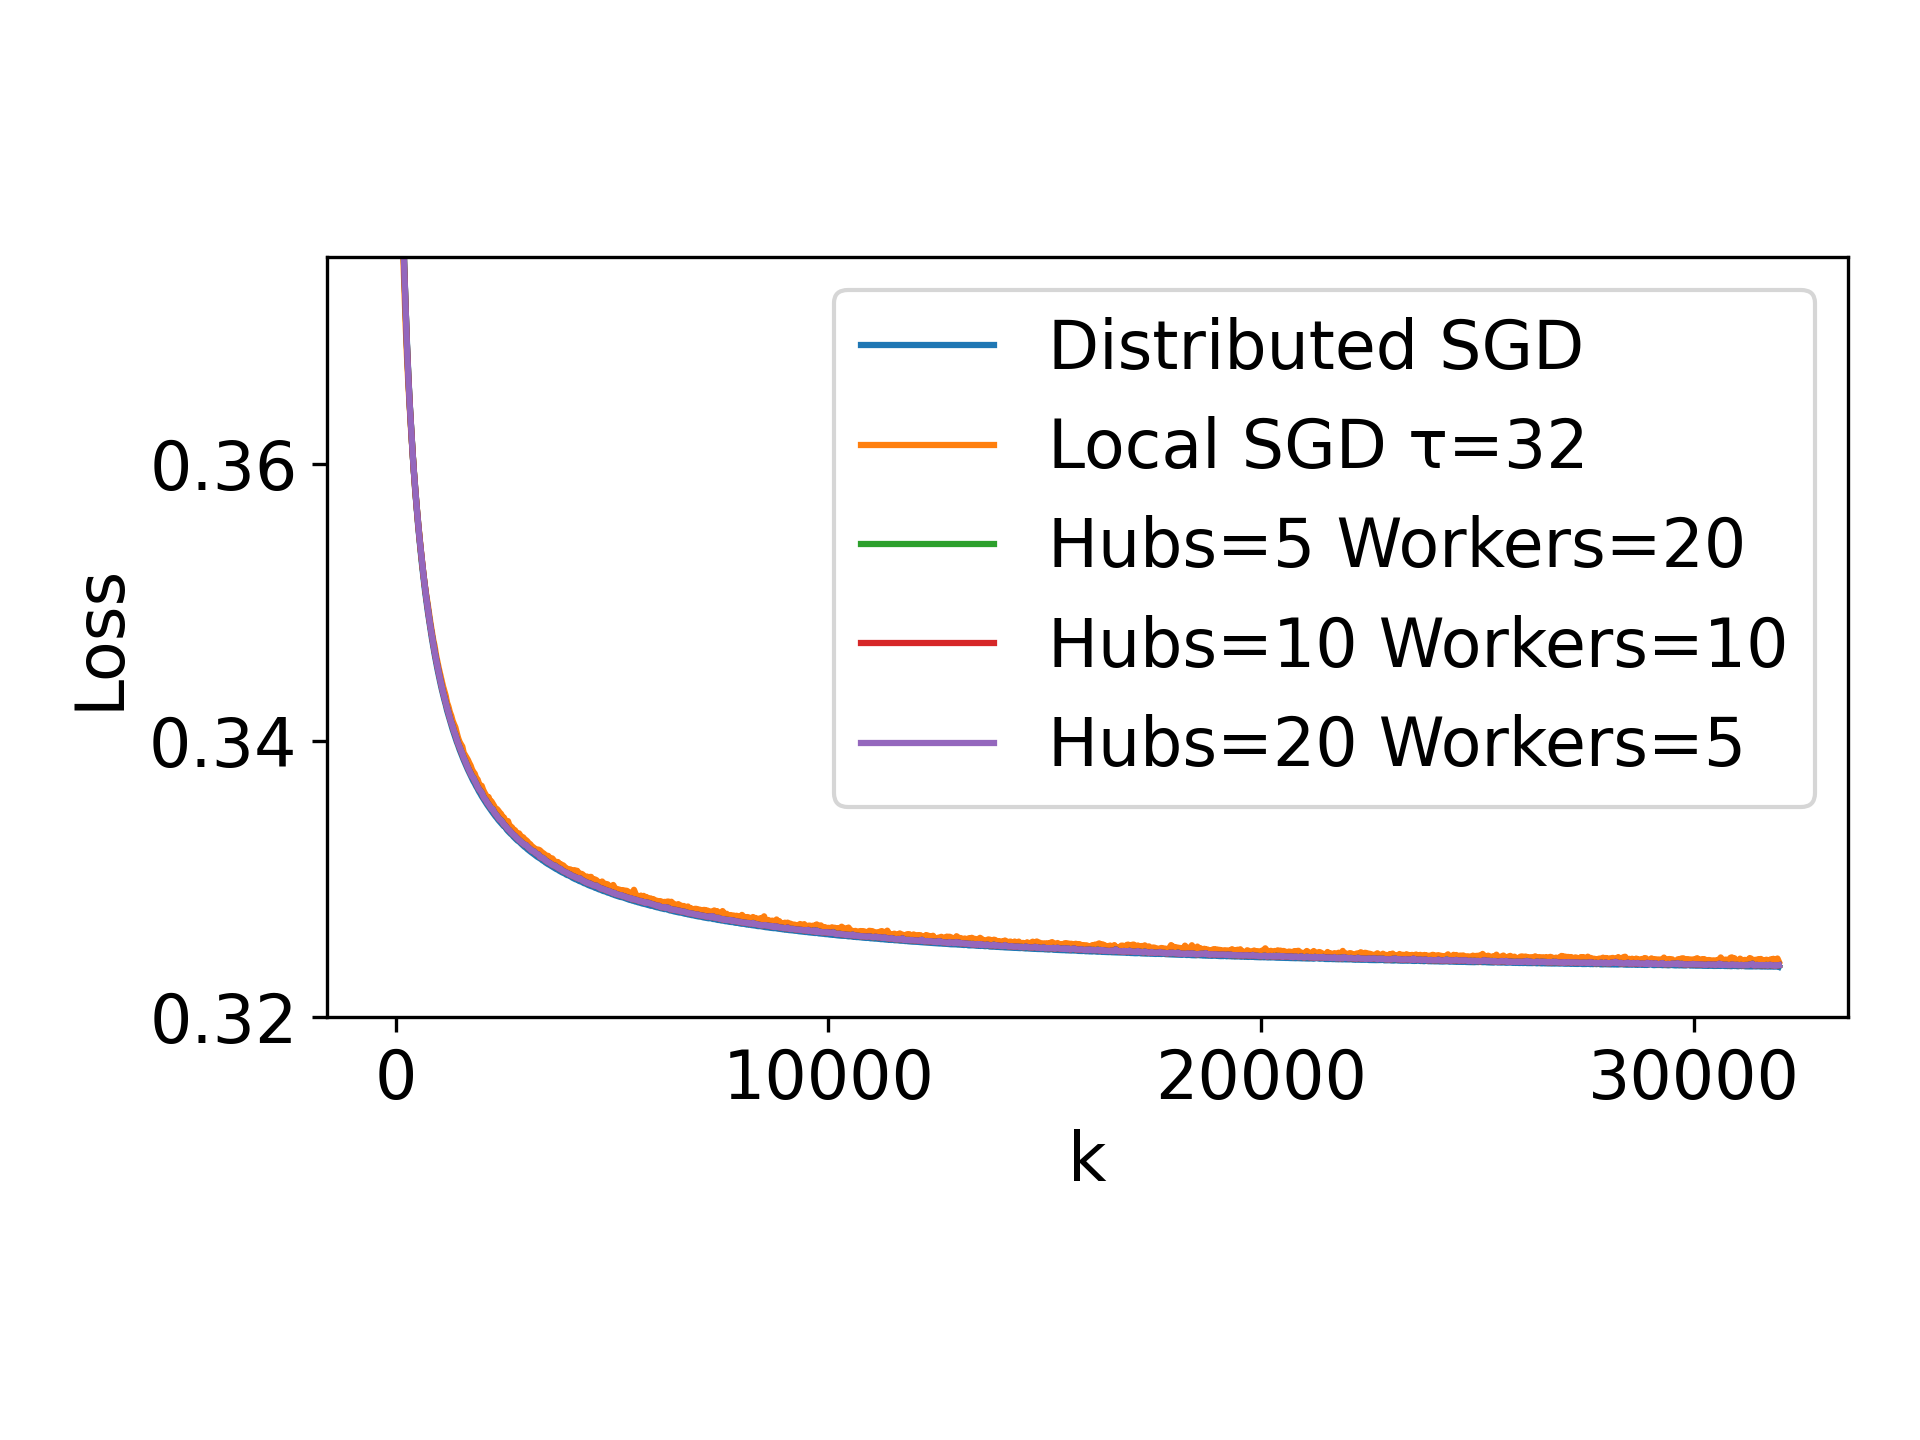 Distributed SGD
Local SGD τ=32
Hubs=5 Workers=20
Hubs=10 Workers=10
Hubs=20 Workers=5
Loss
0.36
0.34
0.32
0 10000 20000 30000
k